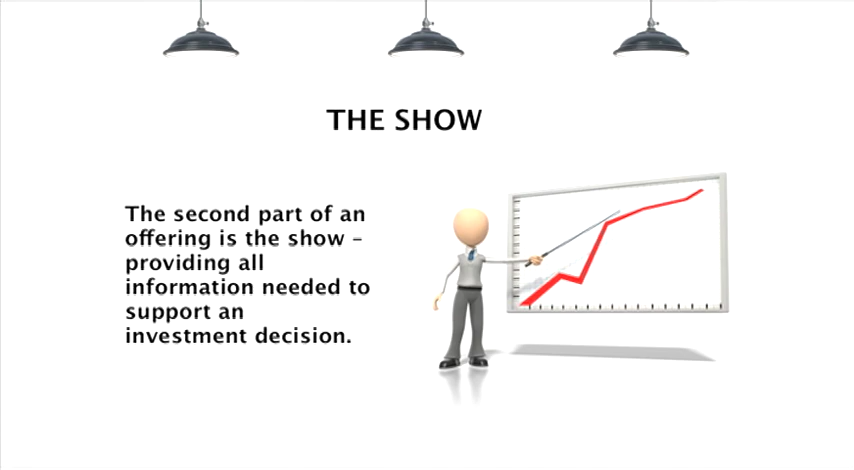 THE SHOW
The second part of an
offering is the show –
providing all
information needed to
support an
investment decision.